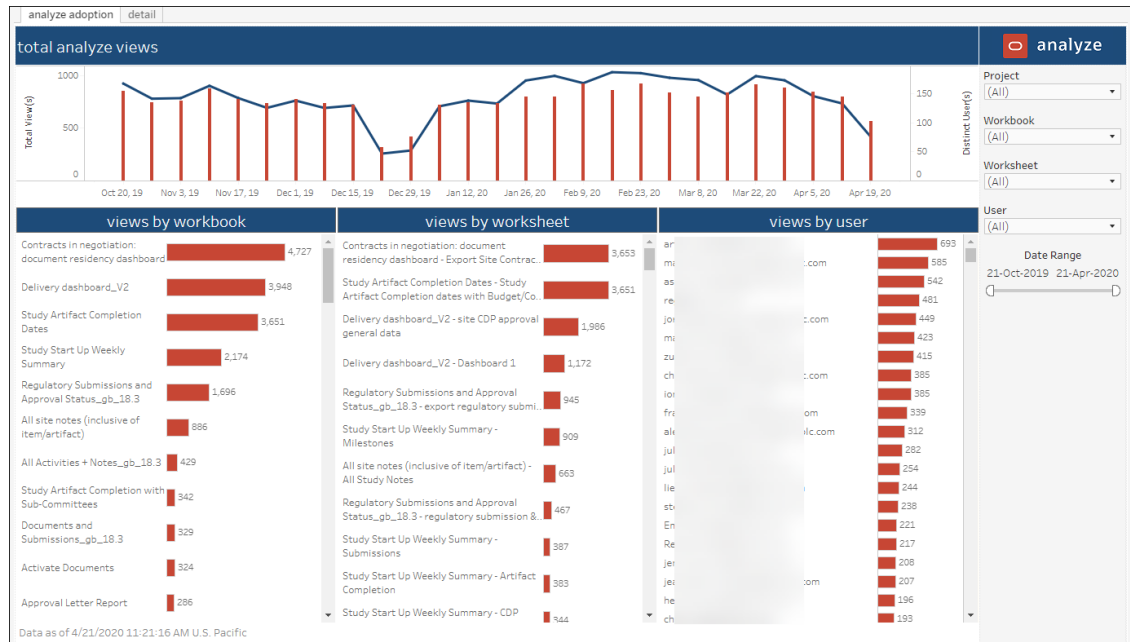 analyze adoption detail
total analyze views
analyze
1000
500
0
Total View(s)
150
100
50
0
Distinct User(s)
Oct 20, 19 Nov 3, 19 Nov 17, 19 Dec 1, 19 Dec 15, 19 Dec 29, 19 Jan 12, 20 Jan 26, 20 Feb 9, 20 Feb 23, 20 Mar 8, 20 Mar 22, 20 Apr 5, 20 Apr 19, 20
Project
(All)
Workbook
(All)
Worksheet
(All)
User
(All)
Date Range
21-Oct-2019 21-Apr-2020
views by workbook
Contracts in negotiation:
document residency dashboard
4,727
Delivery dashboard_V2
3,948
Study Artifact Completion
Dates
3,651
Study Start Up Weekly
Summary
2,174
Regulatory Submissions and
Approval Status_gb_18.3
1,696
All site notes (inclusive of
item/artifact)
886
All Activities + Notes_gb_18.3
429
Study Artifact Completion with
Sub-Committees
342
Documents and
Submissions_gb_18.3
329
Activate Documents
324
Approval Letter Report
286
views by worksheet
Contracts in negotiation: document
residency dashboard - Export Site Contrac..
3,653
Study Artifact Completion Dates - Study
Artifact Completion dates with Budget/Co..
3,651
Delivery dashboard_V2 - site CDP approval
general data
1,986
Delivery dashboard_V2 - Dashboard 1
1,172
Regulatory Submissions and Approval
Status_gb_18.3 - export regulatory submi..
945
Study Start Up Weekly Summary -
Milestones
909
All site notes (inclusive of item/artifact) -
All Study Notes
663
Regulatory Submissions and Approval
Status_gb_18.3 - regulatory submission &..
467
Study Start Up Weekly Summary -
Submissions
387
Study Start Up Weekly Summary - Artifact
Completion
383
Study Start Up Weekly Summary - CDP
344
views by user
693
.com 585
542
481
lc.com 449
423
415
.com 385
385
om 339
plc.com 312
282
254
244
238
221
217
208
om 207
196
193
Data as of 4/21/2020 11:21:16 AM U.S. Pacific